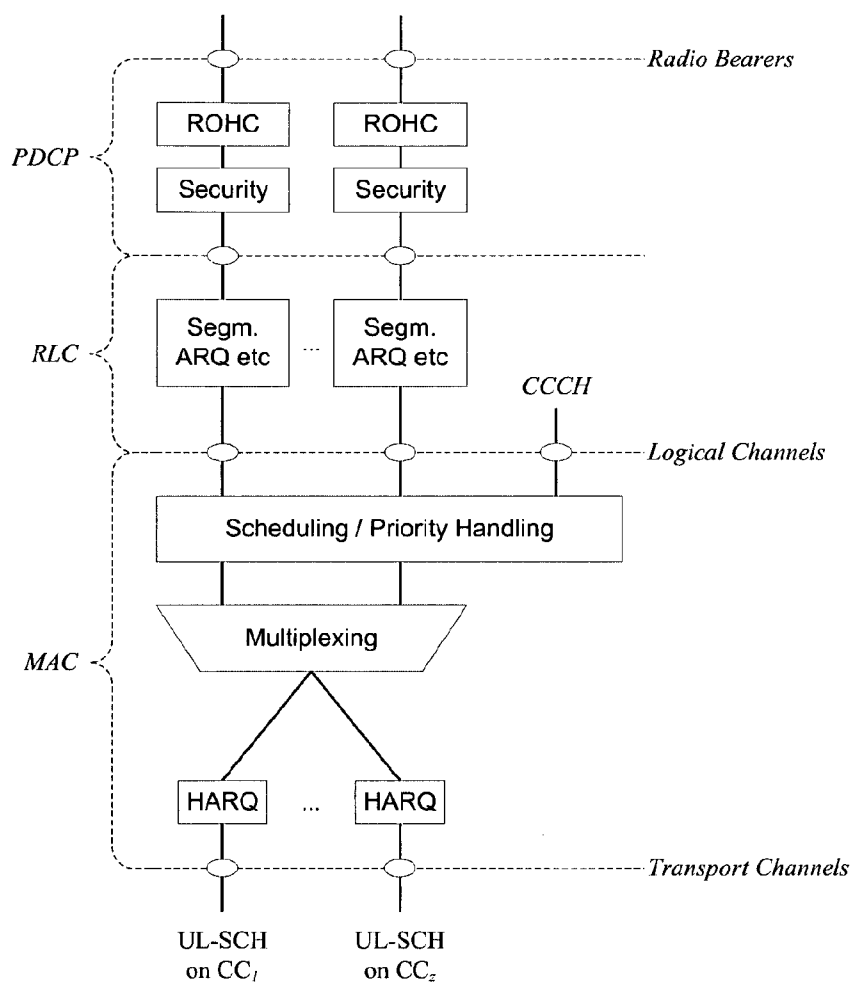 Radio Bearers
ROHC
ROHC
PDCP
Security
Security
Segm.
ARQ etc
...
Segm.
ARQ etc
RLC
CCCH
Logical Channels
Scheduling / Priority Handling
Multiplexing
MAC
HARQ
...
HARQ
Transport Channels
UL-SCH
on CC₁
UL-SCH
on CC_z